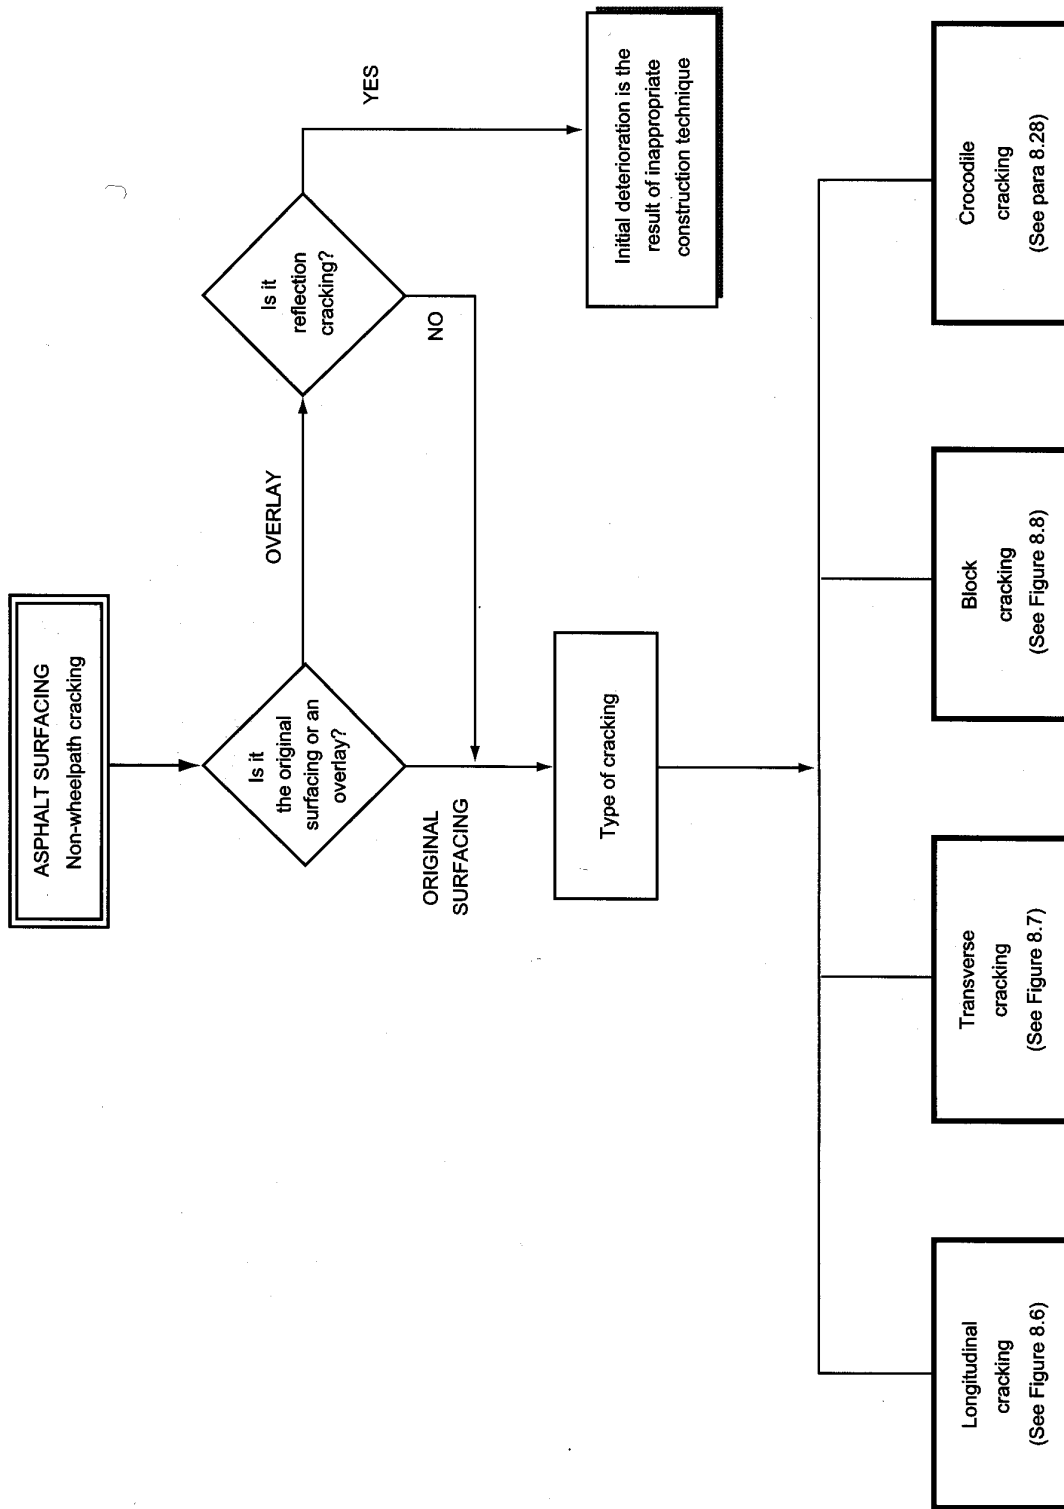 ASPHALT SURFACING
Non-wheelpath cracking
Is it
the original
surfacing or an
overlay?
OVERLAY
Is it
reflection
cracking?
YES
NO
Initial deterioration is the
result of inappropriate
construction technique
ORIGINAL
SURFACING
Type of cracking
Longitudinal
cracking
(See Figure 8.6)
Transverse
cracking
(See Figure 8.7)
Block
cracking
(See Figure 8.8)
Crocodile
cracking
(See para 8.28)